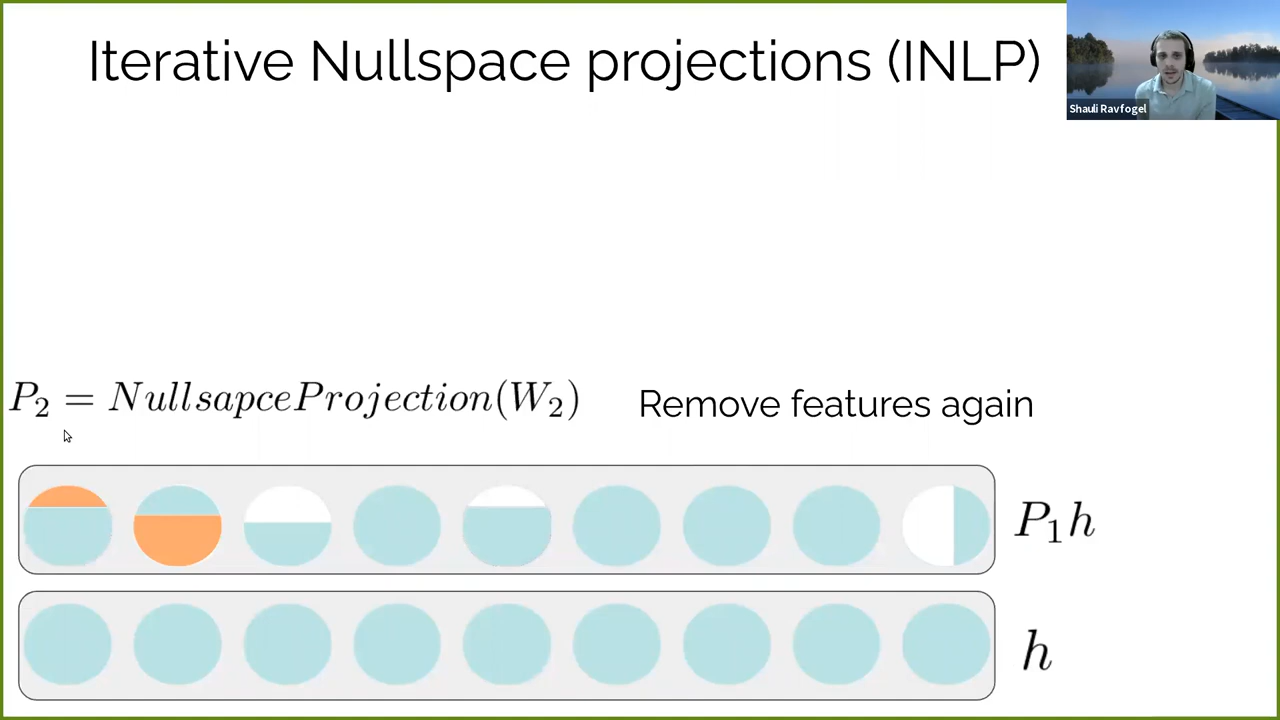 Iterative Nullspace projections (INLP)
Shauli Ravfogel
P₂ = NullsapceProjection(W₂)
Remove features again
P₁h
h